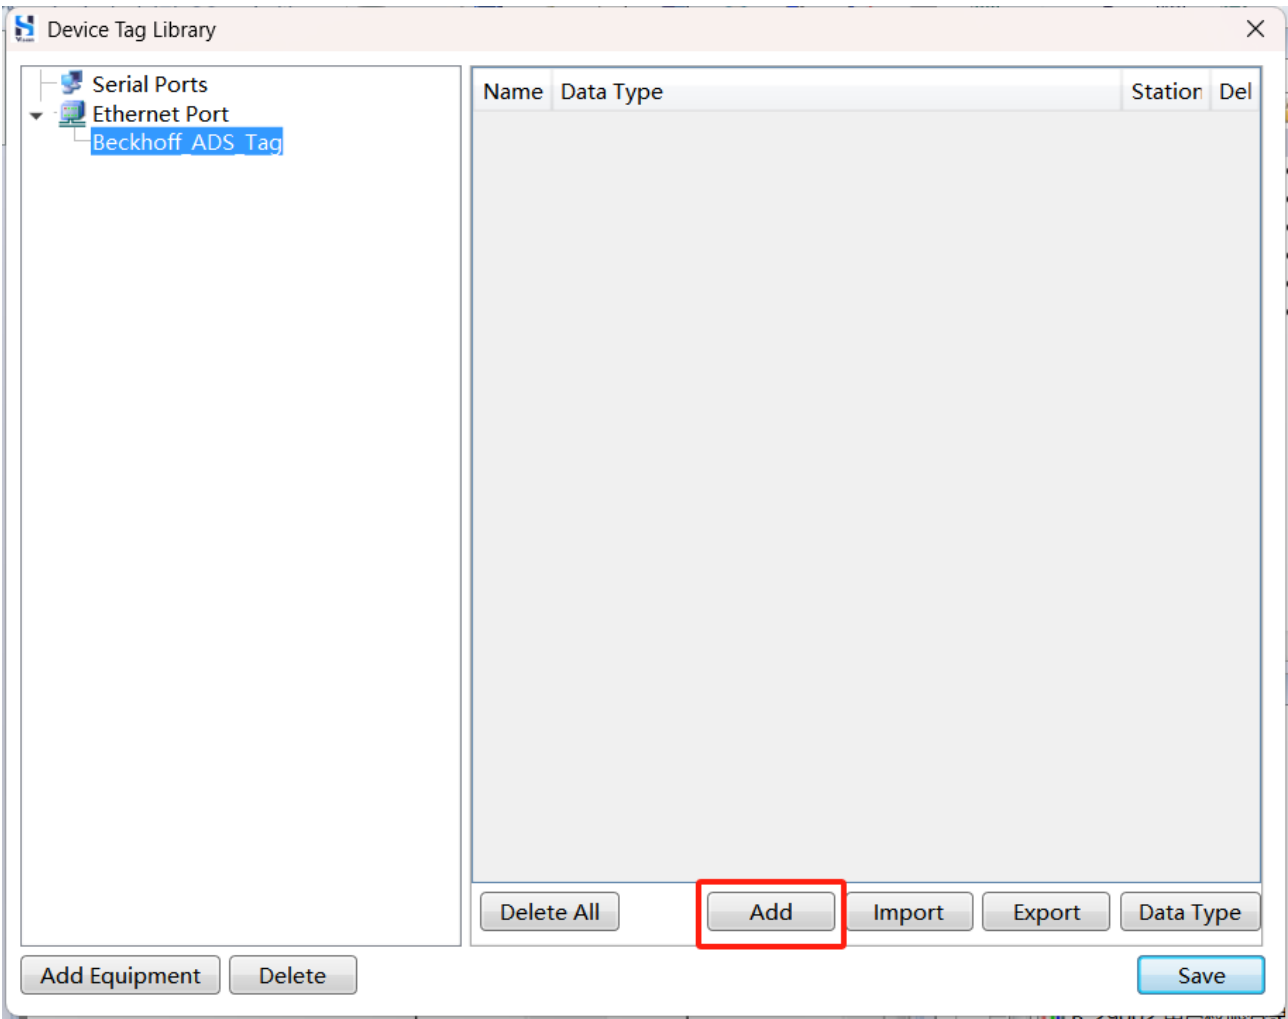 Device Tag Library
Serial Ports
Ethernet Port
Beckhoff_ADS_Tag
Name Data Type Station Del
Delete All Add Import Export Data Type
Add Equipment Delete Save